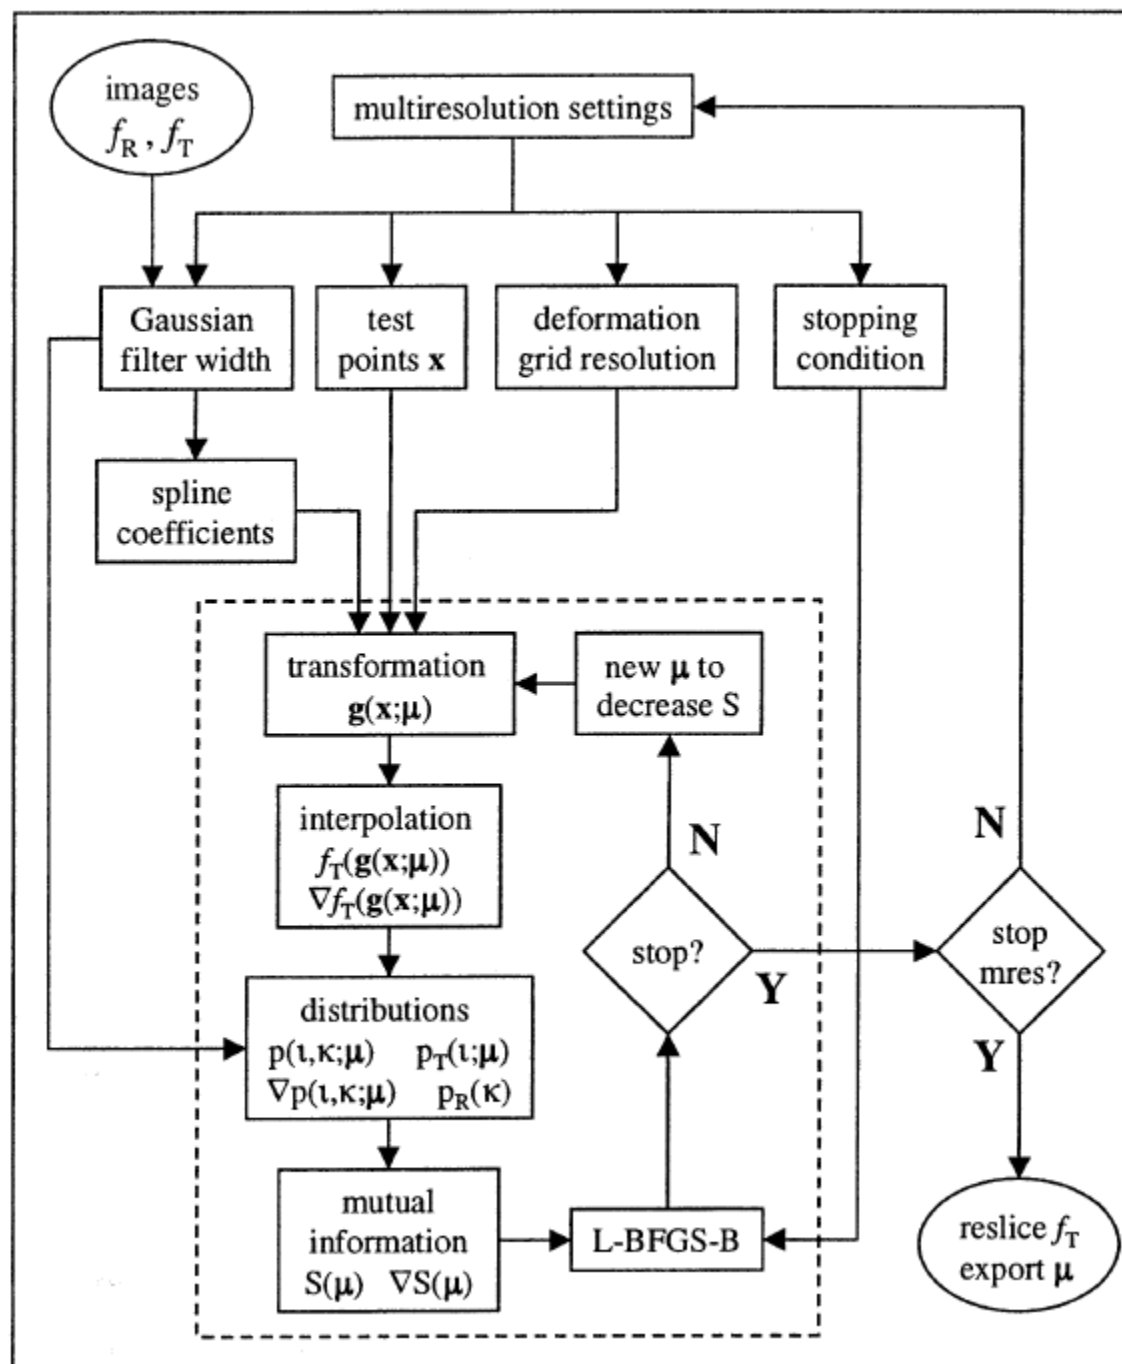 images
f_R , f_T
multiresolution settings
Gaussian
filter width
test
points x
deformation
grid resolution
stopping
condition
spline
coefficients
transformation
g(x;μ)
new μ to
decrease S
interpolation
f_T(g(x;μ))
∇f_T(g(x;μ))
N
N
stop?
Y
stop
mres?
Y
distributions
p(ι,κ;μ) p_T(ι;μ)
∇p(ι,κ;μ) p_R(κ)
mutual
information
S(μ) ∇S(μ)
L-BFGS-B
reslice f_T
export μ